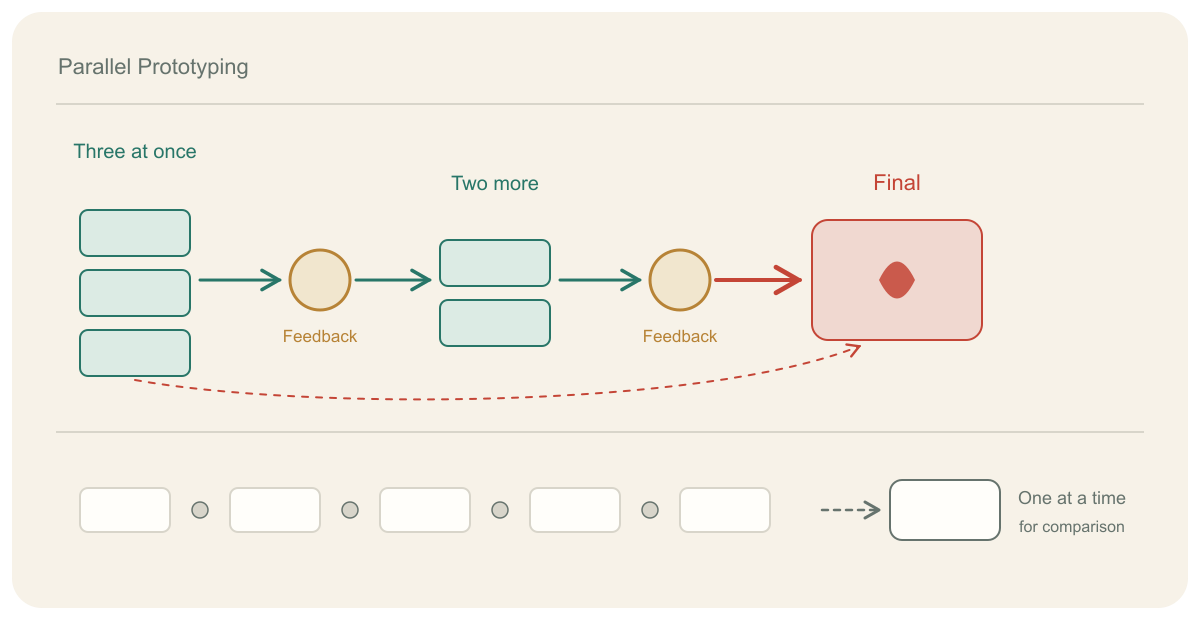 Parallel Prototyping
Three at once
Two more
Final
Feedback
Feedback
One at a time
for comparison